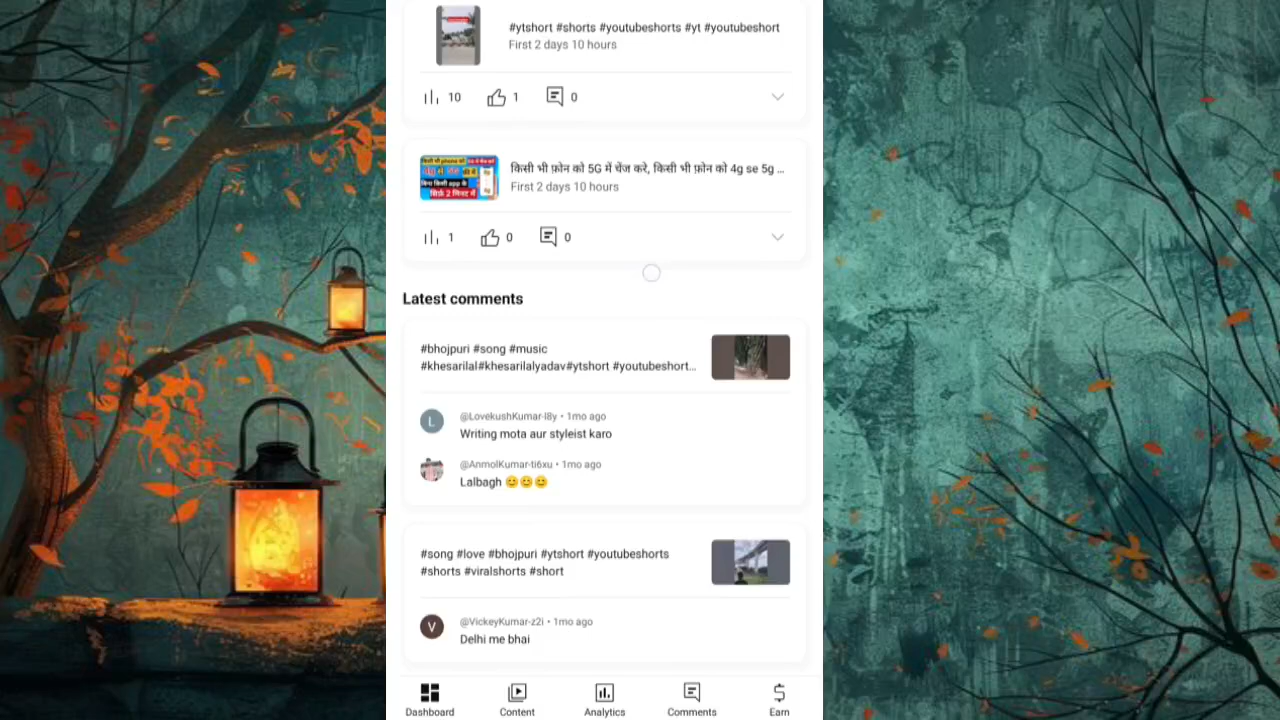 #ytshort #shorts #youtubeshorts #yt #youtubeshort
First 2 days 10 hours
10 1 0
किसी भी फ़ोन को 5G में चेंज करे, किसी भी फ़ोन को 4g se 5g ...
First 2 days 10 hours
1 0 0
Latest comments
#bhojpuri #song #music
#khesarilal#khesarilalyadav#ytshort #youtubeshort...
L
@LovekushKumar-l8y • 1mo ago
Writing mota aur styleist karo
@AnmolKumar-ti6xu • 1mo ago
Lalbagh 😊😊😊
#song #love #bhojpuri #ytshort #youtubeshorts
#shorts #viralshorts #short
V
@VickeyKumar-z2i • 1mo ago
Delhi me bhai
Dashboard Content Analytics Comments Earn